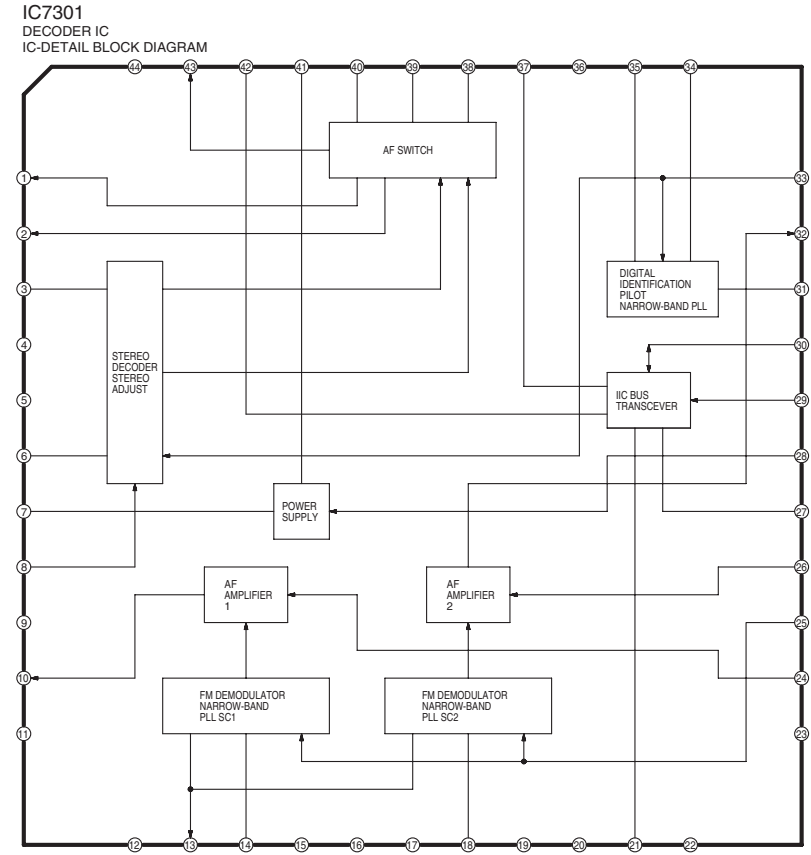 IC7301
DECODER IC
IC-DETAIL BLOCK DIAGRAM
44 43 42 41 40 39 38 37 36 35 34
AF SWITCH
1
33
2
32
DIGITAL
IDENTIFICATION
PILOT
NARROW-BAND PLL
3
31
4
30
STEREO
DECODER
STEREO
ADJUST
IIC BUS
TRANSCEVER
5
29
6
28
POWER
SUPPLY
7
27
8
26
AF
AMPLIFIER
1
AF
AMPLIFIER
2
9
25
10
24
FM DEMODULATOR
NARROW-BAND
PLL SC1
FM DEMODULATOR
NARROW-BAND
PLL SC2
11
23
12 13 14 15 16 17 18 19 20 21 22